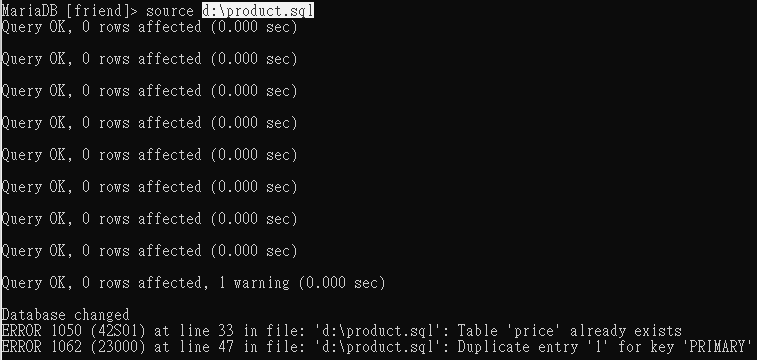 MariaDB [friend]> source d:\product.sql
Query OK, 0 rows affected (0.000 sec)
Query OK, 0 rows affected (0.000 sec)
Query OK, 0 rows affected (0.000 sec)
Query OK, 0 rows affected (0.000 sec)
Query OK, 0 rows affected (0.000 sec)
Query OK, 0 rows affected (0.000 sec)
Query OK, 0 rows affected (0.000 sec)
Query OK, 0 rows affected (0.000 sec)
Query OK, 0 rows affected, 1 warning (0.000 sec)
Database changed
ERROR 1050 (42S01) at line 33 in file: 'd:\product.sql': Table 'price' already exists
ERROR 1062 (23000) at line 47 in file: 'd:\product.sql': Duplicate entry '1' for key 'PRIMARY'